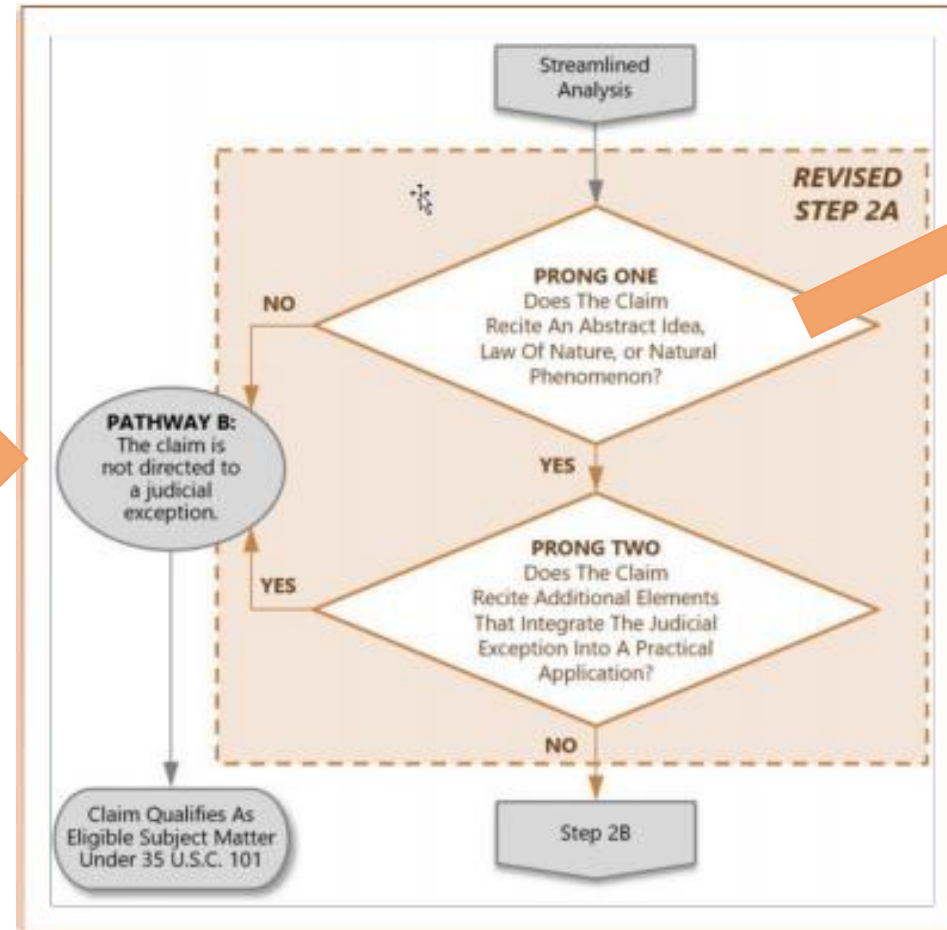 Streamlined
Analysis
REVISED
STEP 2A
PRONG ONE
Does The Claim
Recite An Abstract Idea,
Law Of Nature, or Natural
Phenomenon?
NO
PATHWAY B:
The claim is
not directed to
a judicial
exception.
YES
PRONG TWO
Does The Claim
Recite Additional Elements
That Integrate The Judicial
Exception Into A Practical
Application?
YES
NO
Claim Qualifies As
Eligible Subject Matter
Under 35 U.S.C. 101
Step 2B